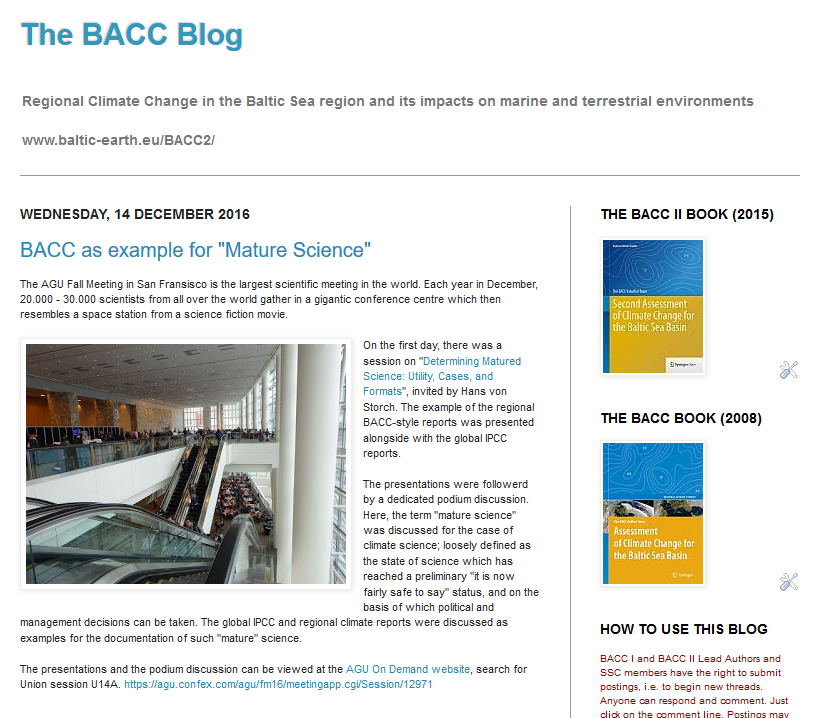 The BACC Blog
Regional Climate Change in the Baltic Sea region and its impacts on marine and terrestrial environments
www.baltic-earth.eu/BACC2/
WEDNESDAY, 14 DECEMBER 2016
BACC as example for "Mature Science"
The AGU Fall Meeting in San Fransisco is the largest scientific meeting in the world. Each year in December,
20.000 - 30.000 scientists from all over the world gather in a gigantic conference centre which then
resembles a space station from a science fiction movie.
On the first day, there was a
session on "Determining Matured
Science: Utility, Cases, and
Formats", invited by Hans von
Storch. The example of the regional
BACC-style reports was presented
alongside with the global IPCC
reports.
The presentations were followerd
by a dedicated podium discussion.
Here, the term "mature science"
was discussed for the case of
climate science; loosely defined as
the state of science which has
reached a preliminary "it is now
fairly safe to say" status, and on the
basis of which political and
management decisions can be taken. The global IPCC and regional climate reports were discussed as
examples for the documentation of such "mature" science.
The presentations and the podium discussion can be viewed at the AGU On Demand website, search for
Union session U14A. https://agu.confex.com/agu/fm16/meetingapp.cgi/Session/12971
THE BACC II BOOK (2015)
The BACC II Author Team
Second Assessment
of Climate Change for
the Baltic Sea Basin
Springer Open
THE BACC BOOK (2008)
The BACC Author Team
Assessment
of Climate Change for
the Baltic Sea Basin
Springer
HOW TO USE THIS BLOG
BACC I and BACC II Lead Authors and
SSC members have the right to submit
postings, i.e. to begin new threads.
Anyone can respond and comment. Just
click on the comment line. Postings may